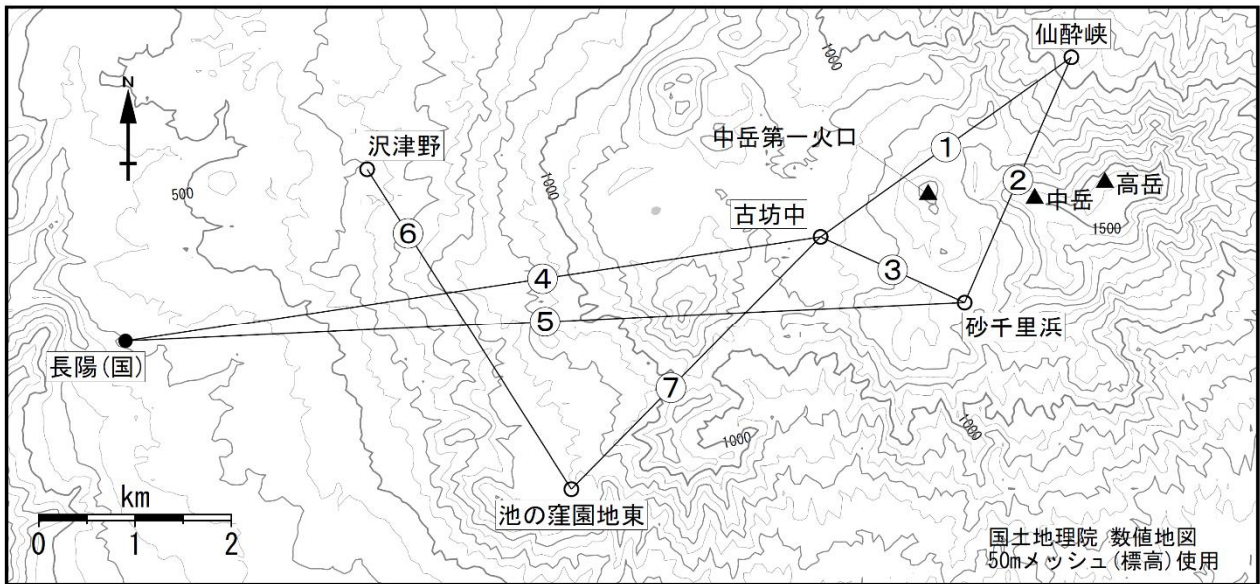 仙酔峡
1000
N
中岳第一火口
①
沢津野
500
1000
②
高岳
中岳
古坊中
1500
⑥
③
④
⑤
砂千里浜
長陽(国)
⑦
1000
1000
km
池の窪園地東
0 1 2
国土地理院 数値地図
50mメッシュ(標高)使用